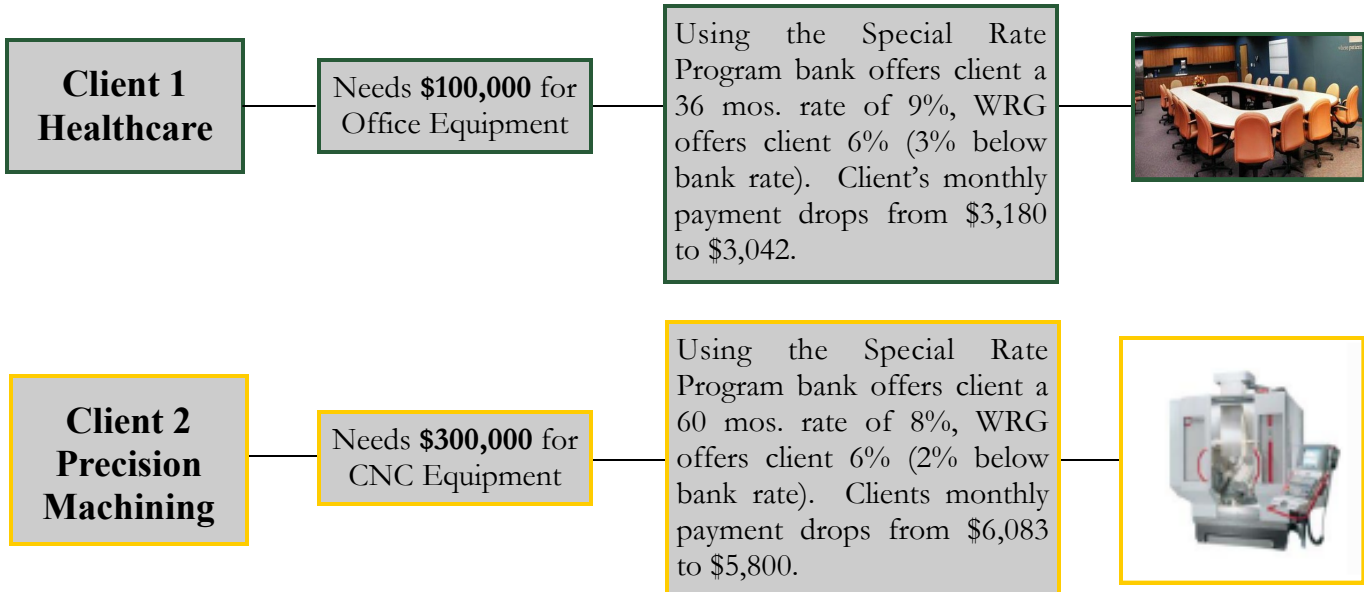 Client 1
Healthcare
Needs $100,000 for
Office Equipment
Using the Special Rate
Program bank offers client a
36 mos. rate of 9%, WRG
offers client 6% (3% below
bank rate). Client’s monthly
payment drops from $3,180
to $3,042.
Client 2
Precision
Machining
Needs $300,000 for
CNC Equipment
Using the Special Rate
Program bank offers client a
60 mos. rate of 8%, WRG
offers client 6% (2% below
bank rate). Clients monthly
payment drops from $6,083
to $5,800.